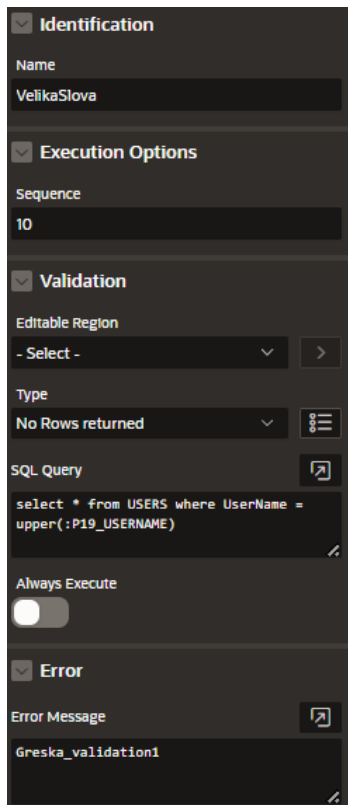 Identification
Name
VelikaSlova
Execution Options
Sequence
10
Validation
Editable Region
- Select -
Type
No Rows returned
SQL Query
select * from USERS where UserName =
upper(:P19_USERNAME)
Always Execute
Error
Error Message
Greska_validation1